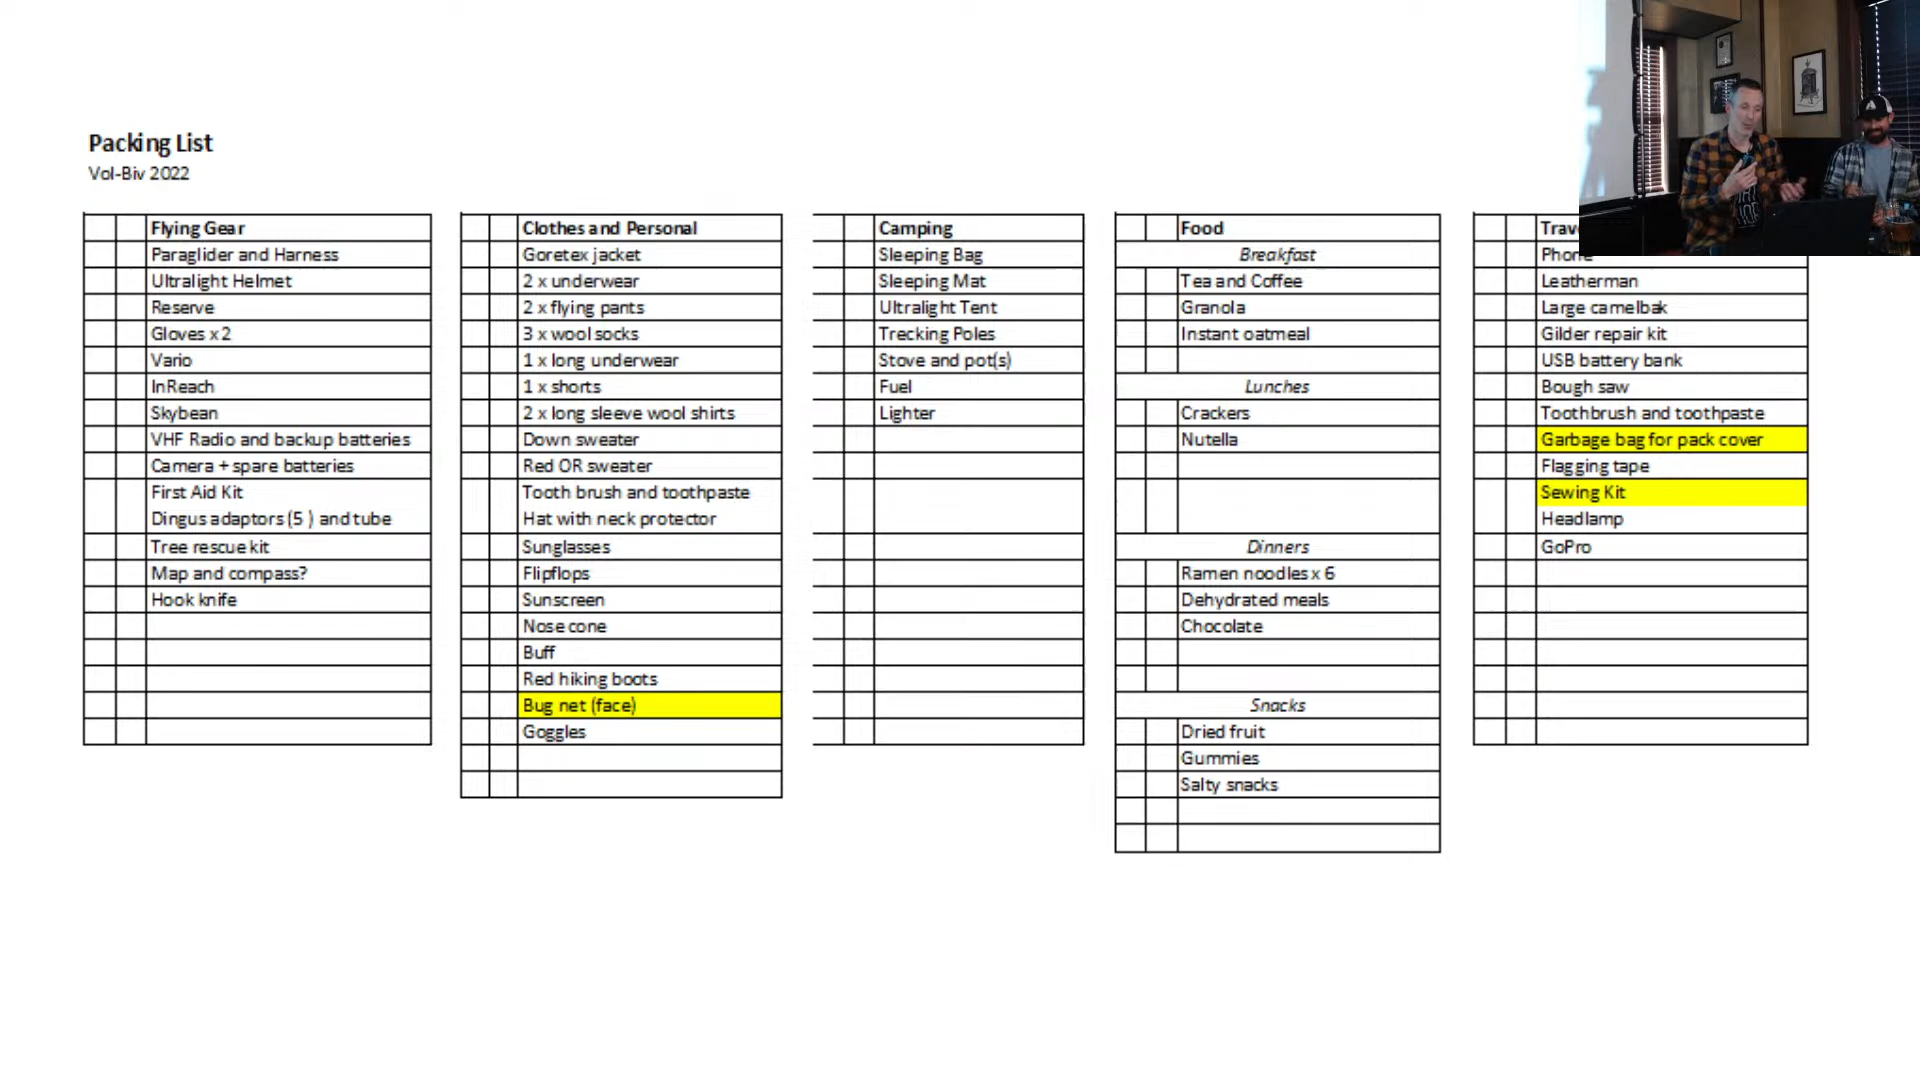 Packing List
Vol-Biv 2022
Flying Gear
Paraglider and Harness
Ultralight Helmet
Reserve
Gloves x 2
Vario
InReach
Skybean
VHF Radio and backup batteries
Camera + spare batteries
First Aid Kit
Dingus adaptors (5 ) and tube
Tree rescue kit
Map and compass?
Hook knife
Clothes and Personal
Goretex jacket
2 x underwear
2 x flying pants
3 x wool socks
1 x long underwear
1 x shorts
2 x long sleeve wool shirts
Down sweater
Red OR sweater
Tooth brush and toothpaste
Hat with neck protector
Sunglasses
Flipflops
Sunscreen
Nose cone
Buff
Red hiking boots
Bug net (face)
Goggles
Camping
Sleeping Bag
Sleeping Mat
Ultralight Tent
Trecking Poles
Stove and pot(s)
Fuel
Lighter
Food
Breakfast
Tea and Coffee
Granola
Instant oatmeal
Lunches
Crackers
Nutella
Dinners
Ramen noodles x 6
Dehydrated meals
Chocolate
Snacks
Dried fruit
Gummies
Salty snacks
Phone
Leatherman
Large camelbak
Gilder repair kit
USB battery bank
Bough saw
Toothbrush and toothpaste
Garbage bag for pack cover
Flagging tape
Sewing Kit
Headlamp
GoPro